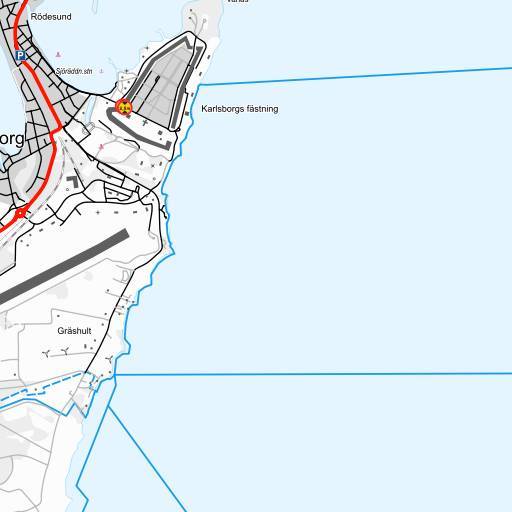 Rödesund
P
Sjöräddn.stn
Karlsborgs fästning
org
Gräshult